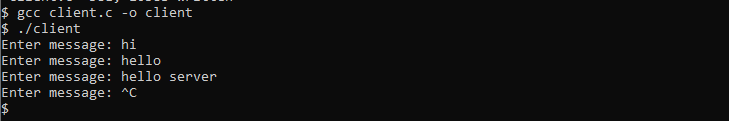 $ gcc client.c -o client
$ ./client
Enter message: hi
Enter message: hello
Enter message: hello server
Enter message: ^C
$